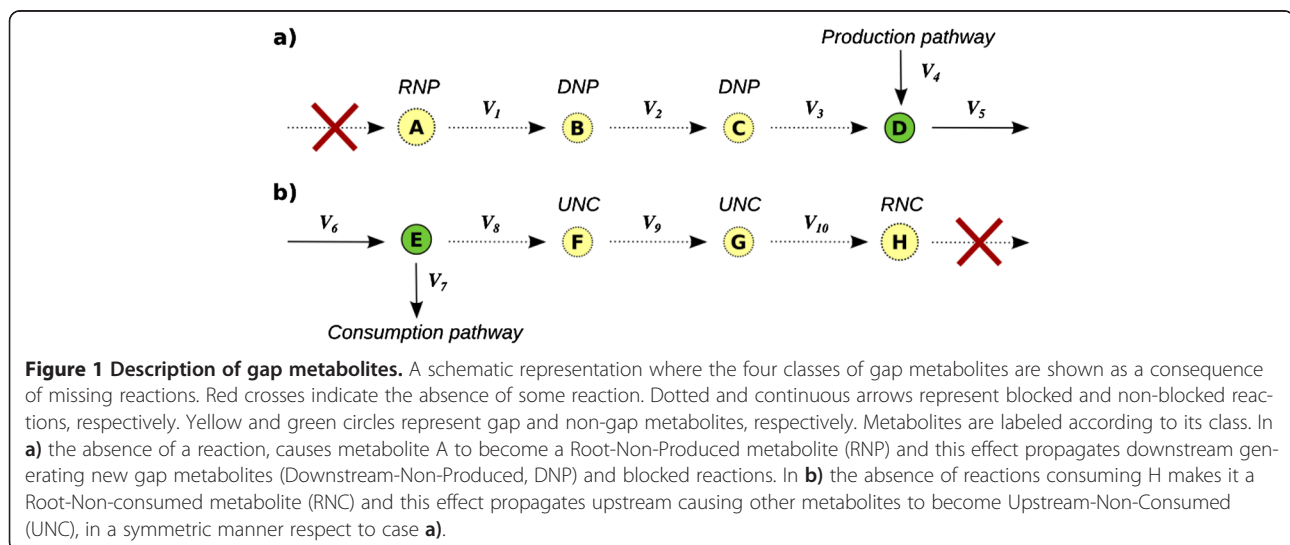 a)
Production pathway
RNP
DNP
DNP
V4
V1
V2
V3
V5
A
B
C
D
b)
UNC
UNC
RNC
V6
V8
V9
V10
E
F
G
H
V7
Consumption pathway
Figure 1 Description of gap metabolites. A schematic representation where the four classes of gap metabolites are shown as a consequence
of missing reactions. Red crosses indicate the absence of some reaction. Dotted and continuous arrows represent blocked and non-blocked reac-
tions, respectively. Yellow and green circles represent gap and non-gap metabolites, respectively. Metabolites are labeled according to its class. In
a) the absence of a reaction, causes metabolite A to become a Root-Non-Produced metabolite (RNP) and this effect propagates downstream gen-
erating new gap metabolites (Downstream-Non-Produced, DNP) and blocked reactions. In b) the absence of reactions consuming H makes it a
Root-Non-consumed metabolite (RNC) and this effect propagates upstream causing other metabolites to become Upstream-Non-Consumed
(UNC), in a symmetric manner respect to case a).